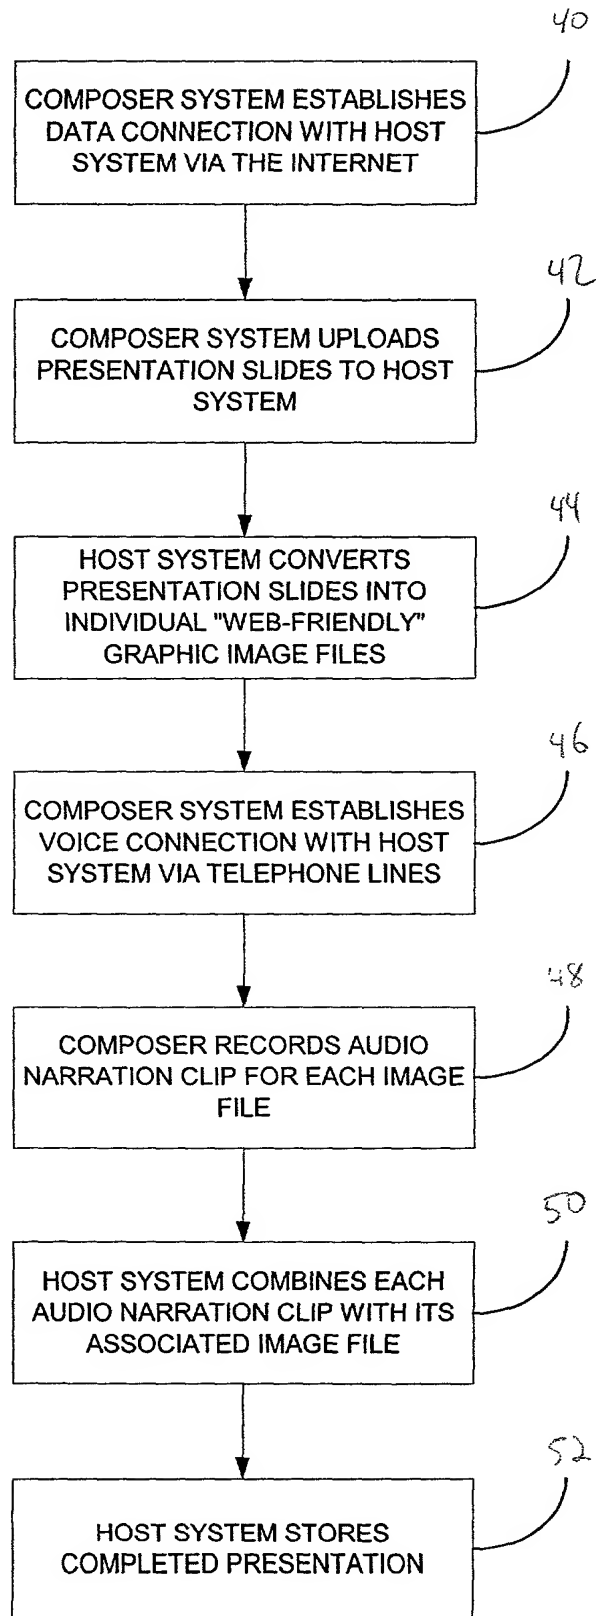 40
COMPOSER SYSTEM ESTABLISHES
DATA CONNECTION WITH HOST
SYSTEM VIA THE INTERNET
42
COMPOSER SYSTEM UPLOADS
PRESENTATION SLIDES TO HOST
SYSTEM
44
HOST SYSTEM CONVERTS
PRESENTATION SLIDES INTO
INDIVIDUAL "WEB-FRIENDLY"
GRAPHIC IMAGE FILES
46
COMPOSER SYSTEM ESTABLISHES
VOICE CONNECTION WITH HOST
SYSTEM VIA TELEPHONE LINES
48
COMPOSER RECORDS AUDIO
NARRATION CLIP FOR EACH IMAGE
FILE
50
HOST SYSTEM COMBINES EACH
AUDIO NARRATION CLIP WITH ITS
ASSOCIATED IMAGE FILE
52
HOST SYSTEM STORES
COMPLETED PRESENTATION